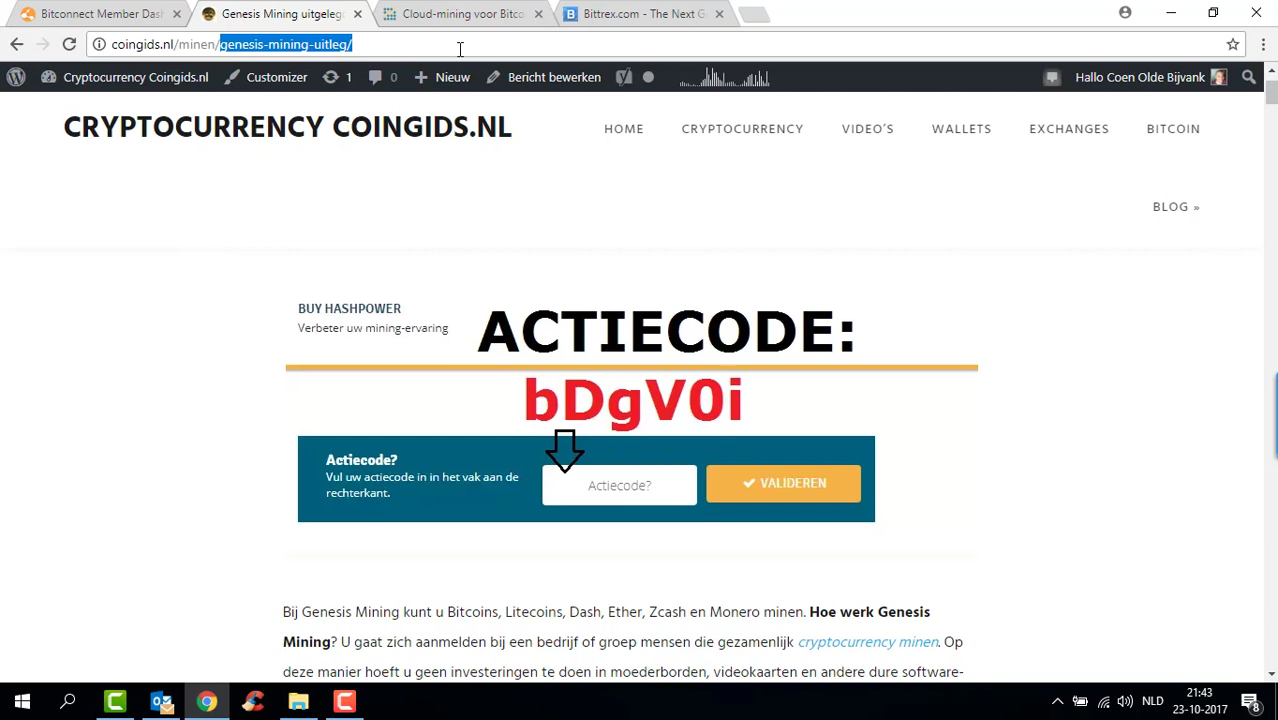 Bitconnect Member Das
Genesis Mining uitgeleg
Cloud-mining voor Bitco
Bittrex.com - The Next G
coingids.nl/minen/genesis-mining-uitleg/
Cryptocurrency Coingids.nl
Customizer
1
0
Nieuw
Bericht bewerken
Hallo Coen Olde Bijvank
CRYPTOCURRENCY COINGIDS.NL
HOME
CRYPTOCURRENCY
VIDEO'S
WALLETS
EXCHANGES
BITCOIN
BLOG »
BUY HASHPOWER
Verbeter uw mining-ervaring
ACTIECODE:
bDgV0i
Actiecode?
Vul uw actiecode in in het vak aan de
rechterkant.
Actiecode?
VALIDEREN
Bij Genesis Mining kunt u Bitcoins, Litecoins, Dash, Ether, Zcash en Monero minen. Hoe werk Genesis
Mining? U gaat zich aanmelden bij een bedrijf of groep mensen die gezamenlijk cryptocurrency minen. Op
deze manier hoeft u geen investeringen te doen in moederborden, videokaarten en andere dure software-
NLD
21:43
23-10-2017
8